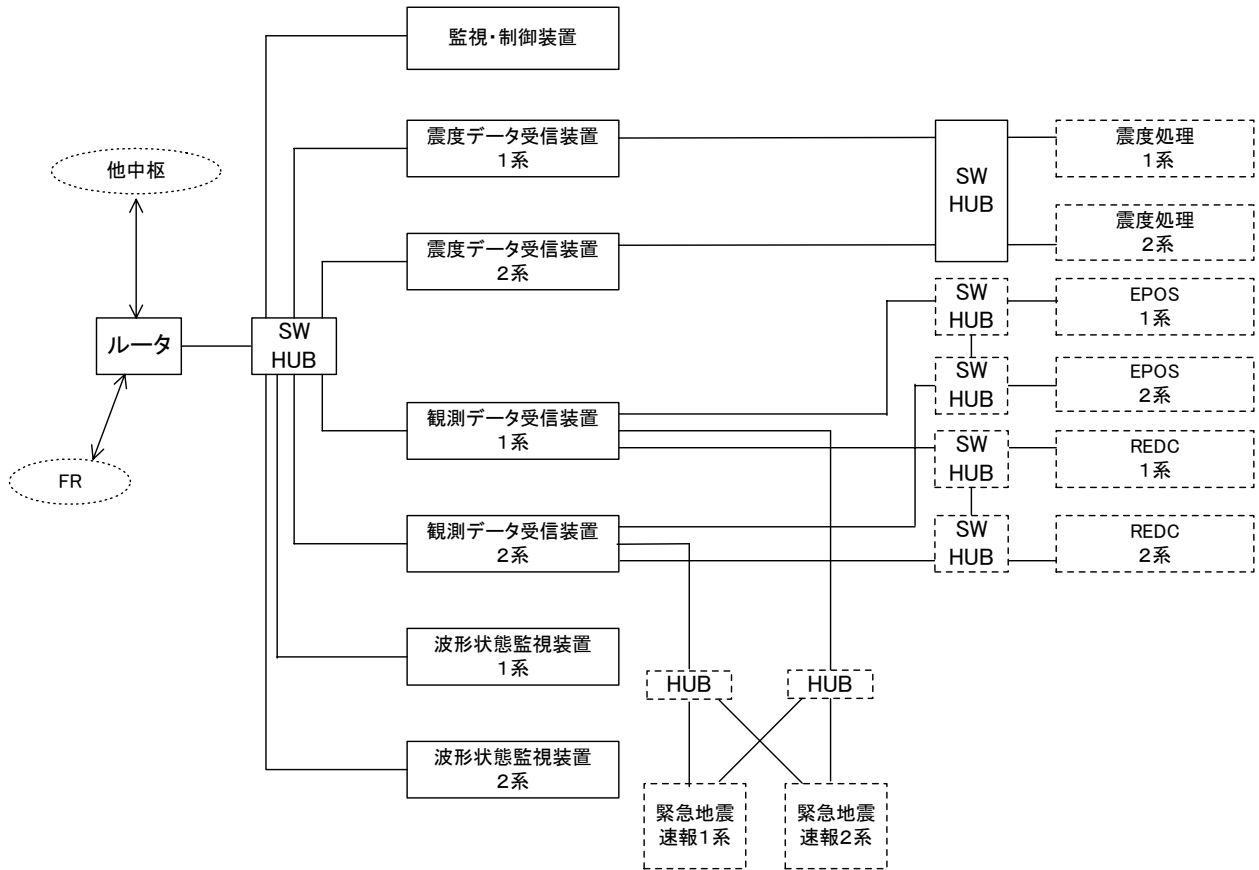 監視・制御装置
震度データ受信装置
1系
震度データ受信装置
2系
他中枢
ルータ
FR
SW
HUB
観測データ受信装置
1系
観測データ受信装置
2系
波形状態監視装置
1系
波形状態監視装置
2系
SW
HUB
震度処理
1系
震度処理
2系
SW
HUB
EPOS
1系
SW
HUB
EPOS
2系
SW
HUB
REDC
1系
SW
HUB
REDC
2系
HUB
HUB
緊急地震
速報1系
緊急地震
速報2系